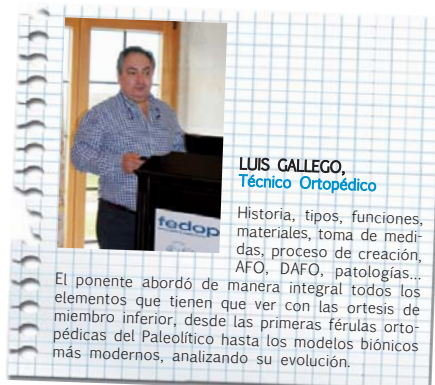 fedop
LUIS GALLEGO,
Técnico Ortopédico
Historia, tipos, funciones,
materiales, toma de medi-
das, proceso de creación,
AFO, DAFO, patologías...
El ponente abordó de manera integral todos los
elementos que tienen que ver con las ortesis de
miembro inferior, desde las primeras férulas orto-
pédicas del Paleolítico hasta los modelos biónicos
más modernos, analizando su evolución.